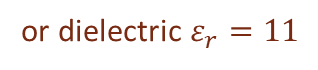 or dielectric 𝜀𝑟 = 11